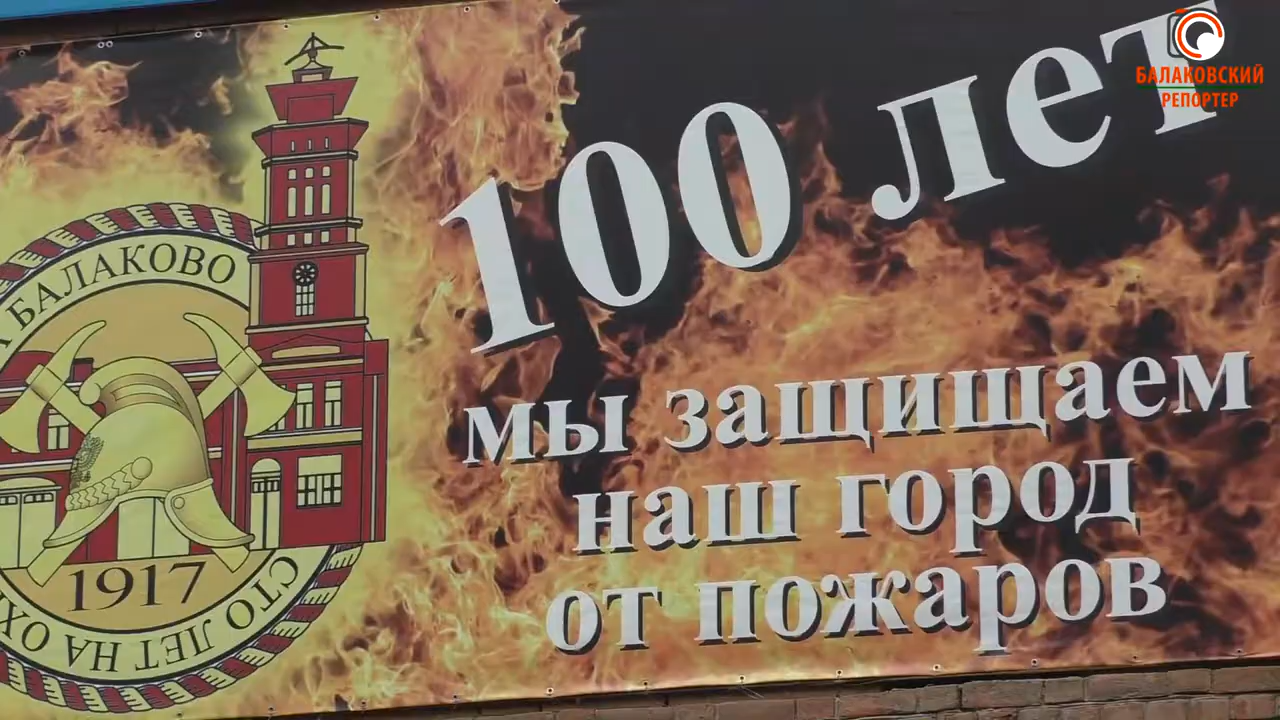 100 лет
мы защищаем
наш город
от пожаров
БАЛАКОВО
1917
СТО ЛЕТ НА
БАЛАКОВСКИЙ
РЕПОРТЕР